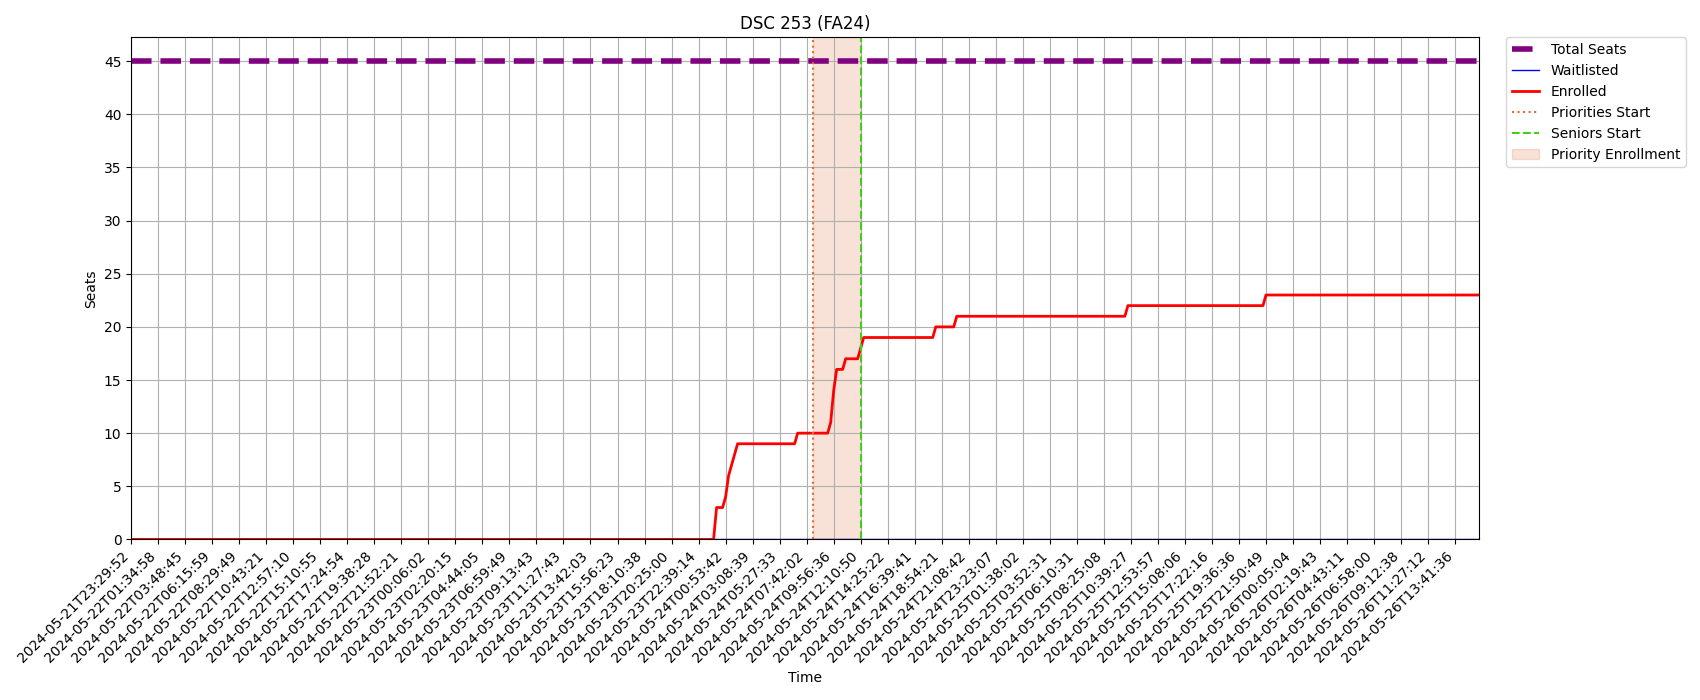 DSC 253 (FA24)
Total Seats
Waitlisted
Enrolled
Priorities Start
Seniors Start
Priority Enrollment
Seats
45
40
35
30
25
20
15
10
5
0
2024-05-21T23:29:52
2024-05-22T01:34:58
2024-05-22T03:48:45
2024-05-22T06:15:59
2024-05-22T08:29:49
2024-05-22T10:43:21
2024-05-22T12:57:10
2024-05-22T15:10:55
2024-05-22T17:24:54
2024-05-22T19:38:28
2024-05-22T21:52:21
2024-05-23T00:06:02
2024-05-23T02:20:15
2024-05-23T04:44:05
2024-05-23T06:59:49
2024-05-23T09:13:43
2024-05-23T11:27:43
2024-05-23T13:42:03
2024-05-23T15:56:23
2024-05-23T18:10:38
2024-05-23T20:25:00
2024-05-23T22:39:14
2024-05-24T00:53:42
2024-05-24T03:08:39
2024-05-24T05:27:33
2024-05-24T07:42:02
2024-05-24T09:56:36
2024-05-24T12:10:50
2024-05-24T14:25:22
2024-05-24T16:39:41
2024-05-24T18:54:21
2024-05-24T21:08:42
2024-05-24T23:23:07
2024-05-25T01:38:02
2024-05-25T03:52:31
2024-05-25T06:10:31
2024-05-25T08:25:08
2024-05-25T10:39:27
2024-05-25T12:53:57
2024-05-25T15:08:06
2024-05-25T17:22:16
2024-05-25T19:36:36
2024-05-25T21:50:49
2024-05-26T00:05:04
2024-05-26T02:19:43
2024-05-26T04:43:11
2024-05-26T06:58:00
2024-05-26T09:12:38
2024-05-26T11:27:12
2024-05-26T13:41:36
Time